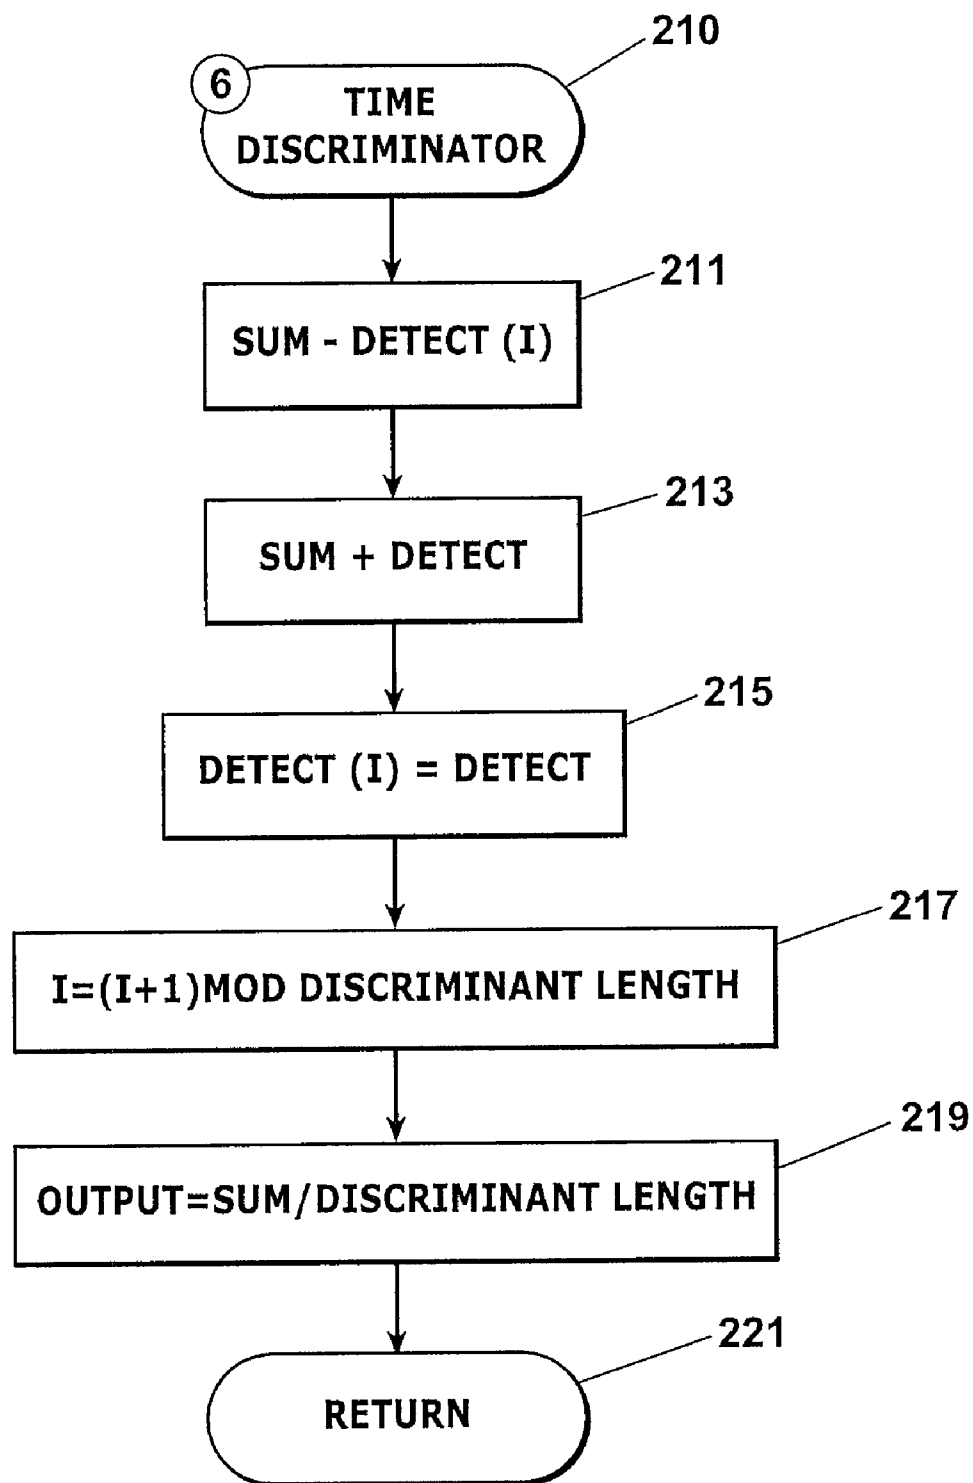 210
6
TIME
DISCRIMINATOR
211
SUM - DETECT (I)
213
SUM + DETECT
215
DETECT (I) = DETECT
217
I=(I+1)MOD DISCRIMINANT LENGTH
219
OUTPUT=SUM/DISCRIMINANT LENGTH
221
RETURN